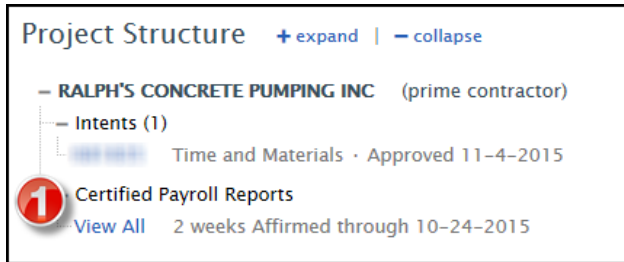 Project Structure + expand | − collapse
− RALPH'S CONCRETE PUMPING INC (prime contractor)
− Intents (1)
Time and Materials · Approved 11-4-2015
1 Certified Payroll Reports
View All 2 weeks Affirmed through 10-24-2015